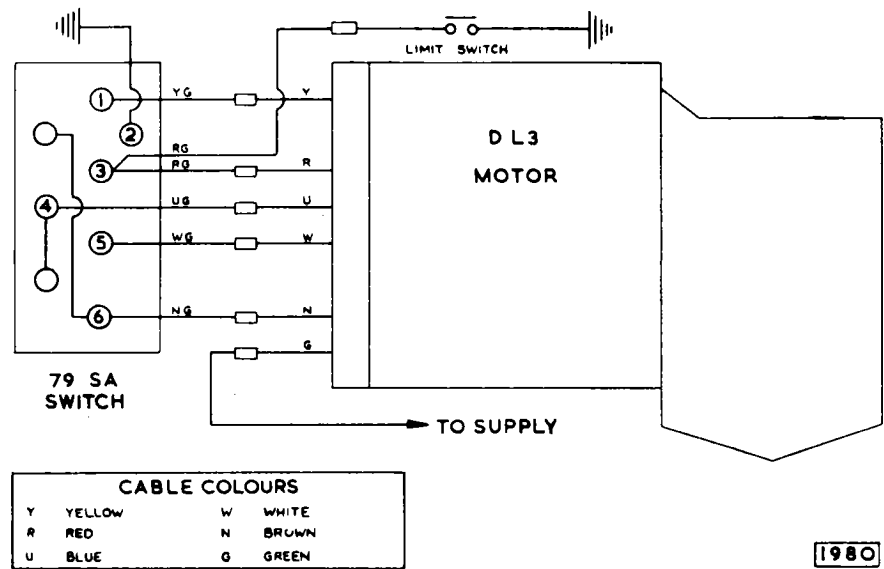 LIMIT SWITCH
1 YG Y
2
RG
3 RG R
4 UG U
5 WG W
6 NG N
G
DL3
MOTOR
79 SA
SWITCH
TO SUPPLY
CABLE COLOURS
Y YELLOW W WHITE
R RED N BROWN
U BLUE G GREEN
1980